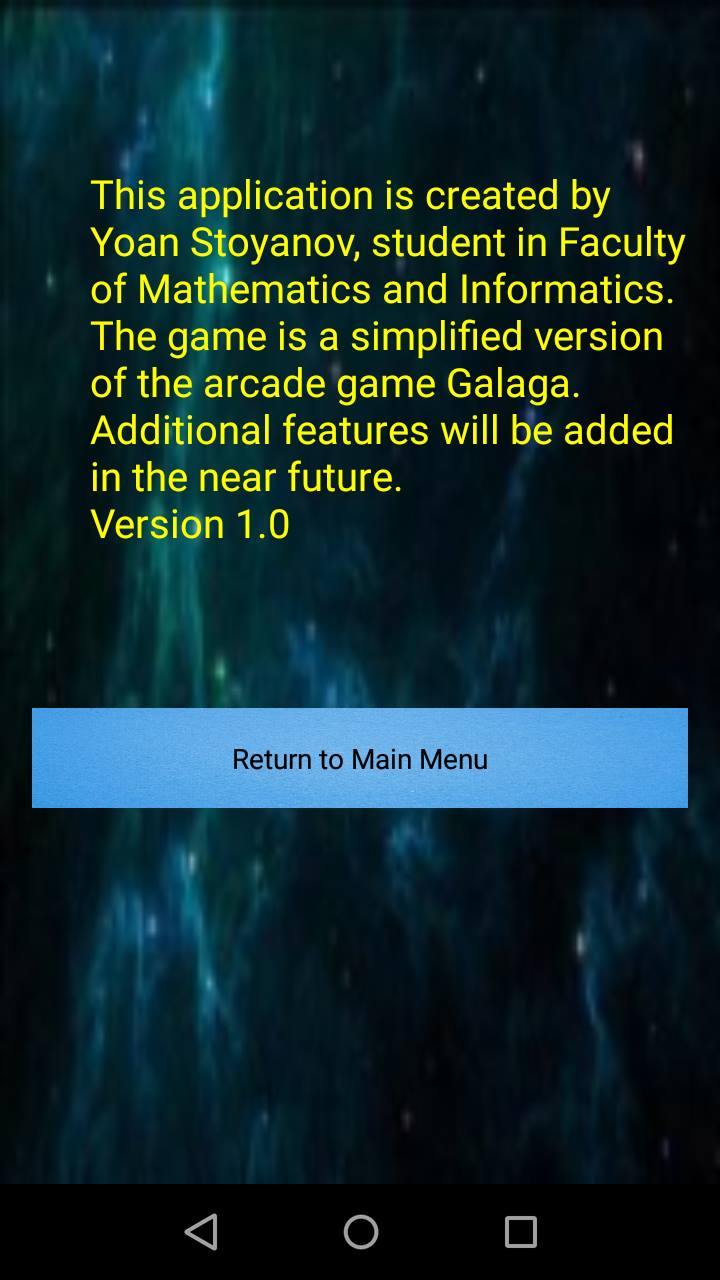 This application is created by
Yoan Stoyanov, student in Faculty
of Mathematics and Informatics.
The game is a simplified version
of the arcade game Galaga.
Additional features will be added
in the near future.
Version 1.0
Return to Main Menu